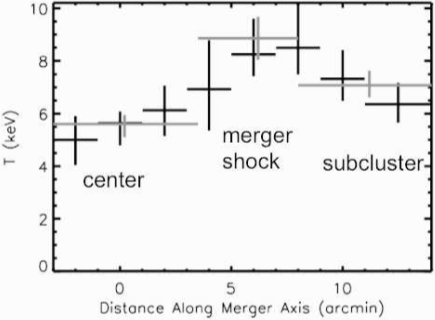 10
8
6
4
2
0
T (keV)
center
merger
shock
subcluster
0
5
10
Distance Along Merger Axis (arcmin)